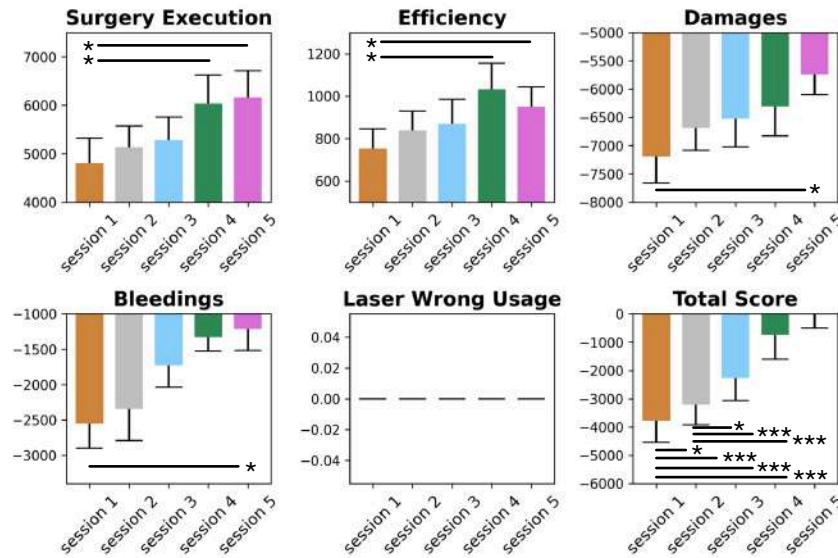 Surgery Execution
7000
6000
5000
4000
*
*
session 1
session 2
session 3
session 4
session 5
Efficiency
1200
1000
800
600
*
*
session 1
session 2
session 3
session 4
session 5
Damages
−5000
−5500
−6000
−6500
−7000
−7500
−8000
*
session 1
session 2
session 3
session 4
session 5
Bleedings
−1000
−1500
−2000
−2500
−3000
*
session 1
session 2
session 3
session 4
session 5
Laser Wrong Usage
0.04
0.02
0.00
−0.02
−0.04
session 1
session 2
session 3
session 4
session 5
Total Score
0
−1000
−2000
−3000
−4000
−5000
−6000
*
***
***
*
***
***
***
session 1
session 2
session 3
session 4
session 5